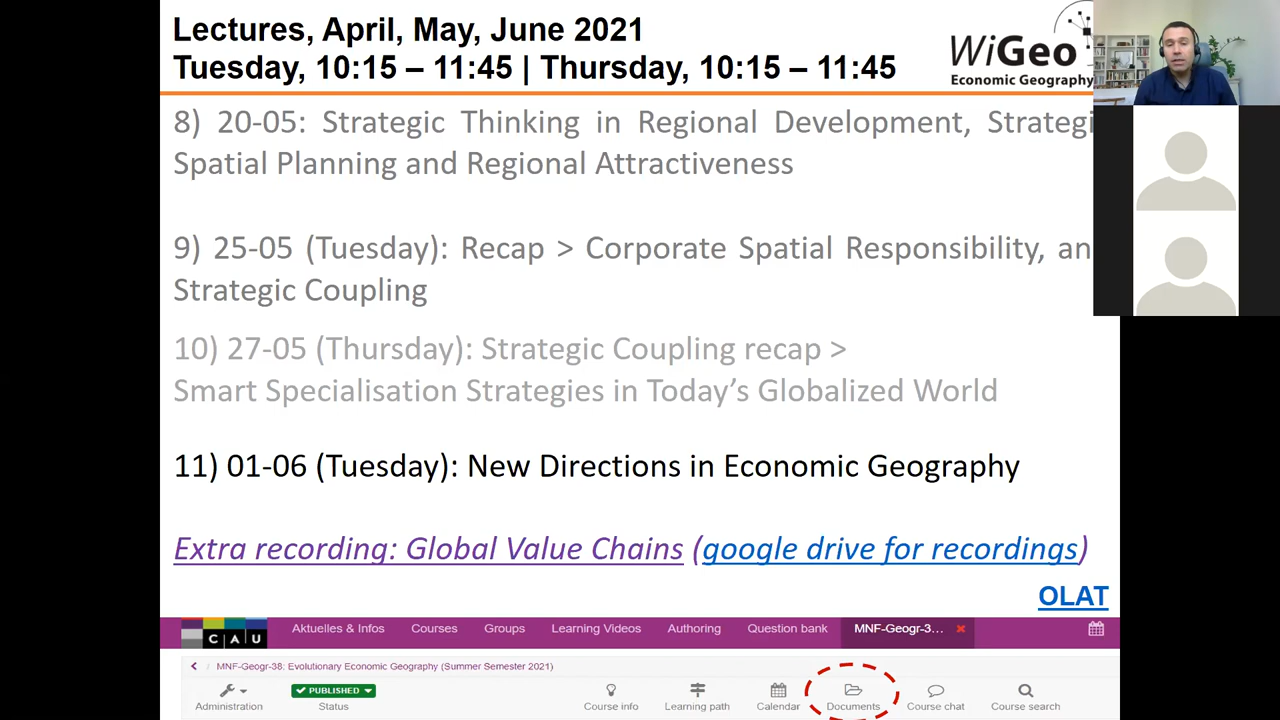 Lectures, April, May, June 2021
Tuesday, 10:15 – 11:45 | Thursday, 10:15 – 11:45
WiGeo
Economic Geography
8) 20-05: Strategic Thinking in Regional Development, Strategi
Spatial Planning and Regional Attractiveness
9) 25-05 (Tuesday): Recap > Corporate Spatial Responsibility, an
Strategic Coupling
10) 27-05 (Thursday): Strategic Coupling recap >
Smart Specialisation Strategies in Today’s Globalized World
11) 01-06 (Tuesday): New Directions in Economic Geography
Extra recording: Global Value Chains (google drive for recordings)
OLAT
CAU
Aktuelles & Infos Courses Groups Learning Videos Authoring Question bank MNF-Geogr-3...
MNF-Geogr-38: Evolutionary Economic Geography (Summer Semester 2021)
PUBLISHED
Administration Status Course info Learning path Calendar Documents Course chat Course search